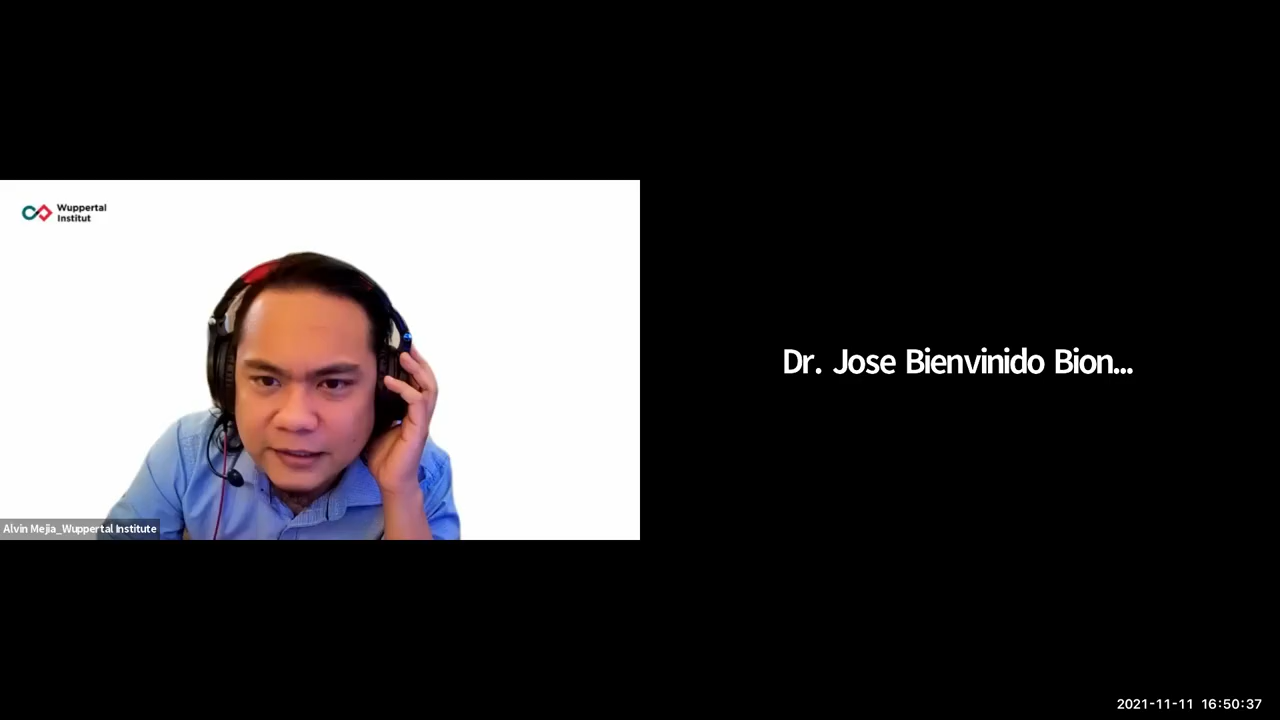 Wuppertal
Institut
Alvin Mejia_Wuppertal Institute
Dr. Jose Bienvinido Bion...
2021-11-11 16:50:37